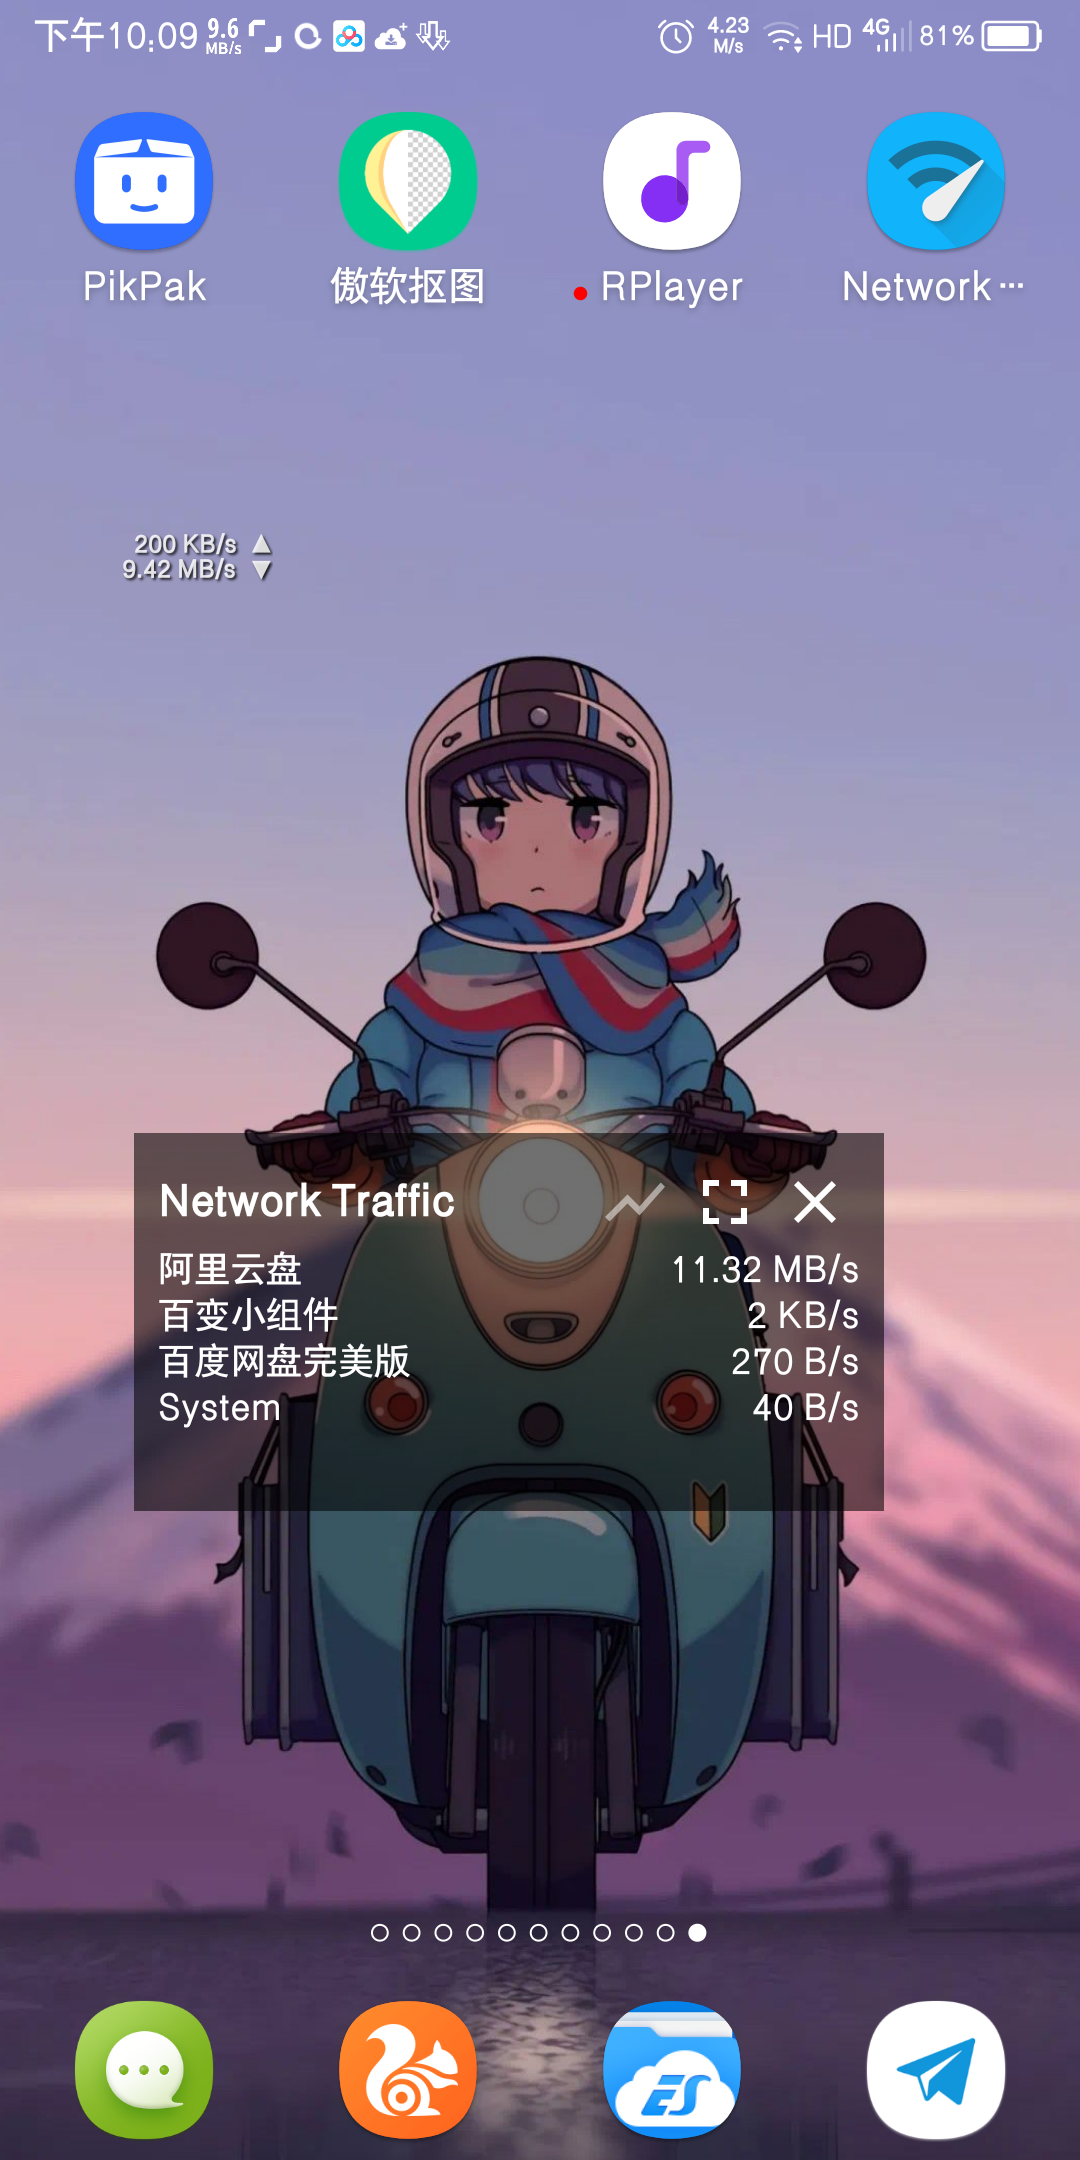 下午10:09 9.6 MB/s 4.23 M/s HD 4G 81%
PikPak
傲软抠图
RPlayer
Network ···
200 KB/s ▲
9.42 MB/s ▼
Network Traffic
阿里云盘 11.32 MB/s
百变小组件 2 KB/s
百度网盘完美版 270 B/s
System 40 B/s
ES